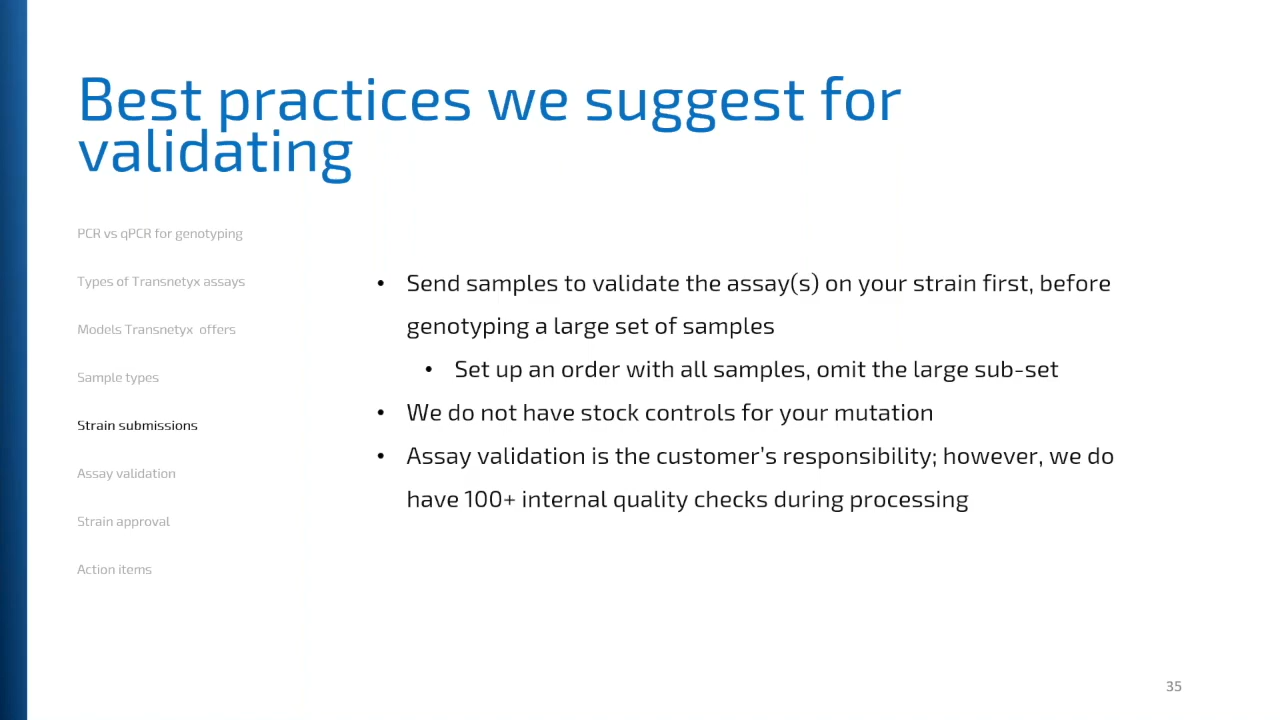 Best practices we suggest for
validating
PCR vs qPCR for genotyping
Types of Transnetyx assays
Models Transnetyx offers
Sample types
Strain submissions
Assay validation
Strain approval
Action items
• Send samples to validate the assay(s) on your strain first, before
genotyping a large set of samples
• Set up an order with all samples, omit the large sub-set
• We do not have stock controls for your mutation
• Assay validation is the customer’s responsibility; however, we do
have 100+ internal quality checks during processing
35